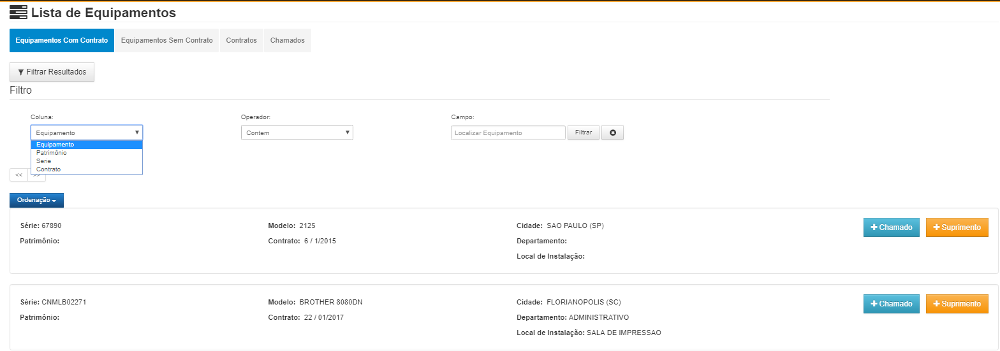 Lista de Equipamentos
Equipamentos Com Contrato Equipamentos Sem Contrato Contratos Chamados
Filtrar Resultados
Filtro
Coluna: Operador: Campo:
Equipamento Contem Localizar Equipamento Filtrar
Equipamento
Patrimônio
Serie
Contrato
<< >>
Ordenação
Série: 67890 Modelo: 2125 Cidade: SAO PAULO (SP) + Chamado + Suprimento
Patrimônio: Contrato: 6 / 1/2015 Departamento:
Local de Instalação:
Série: CNMLB02271 Modelo: BROTHER 8080DN Cidade: FLORIANOPOLIS (SC) + Chamado + Suprimento
Patrimônio: Contrato: 22 / 01/2017 Departamento: ADMINISTRATIVO
Local de Instalação: SALA DE IMPRESSAO